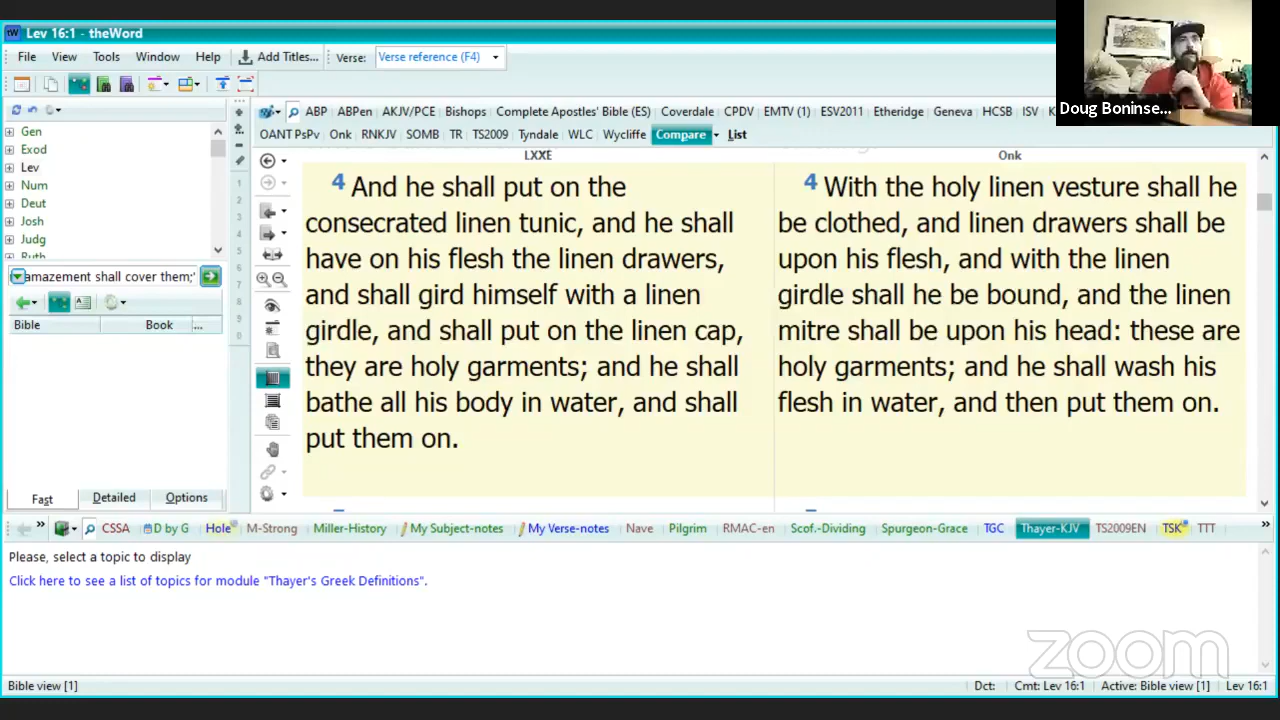 tW Lev 16:1 - theWord
File View Tools Window Help Add Titles... Verse: Verse reference (F4)
Doug Boninse...
ABP ABPen AKJV/PCE Bishops Complete Apostles' Bible (ES) Coverdale CPDV EMTV (1) ESV2011 Etheridge Geneva HCSB ISV
OANT PsPv Onk RNKJV SOMB TR TS2009 Tyndale WLC Wycliffe Compare List
Gen
Exod
Lev
Num
Deut
Josh
Judg
Ruth
amazement shall cover them;'
Bible Book ...
Fast Detailed Options
LXXE
4 And he shall put on the
consecrated linen tunic, and he shall
have on his flesh the linen drawers,
and shall gird himself with a linen
girdle, and shall put on the linen cap,
they are holy garments; and he shall
bathe all his body in water, and shall
put them on.
Onk
4 With the holy linen vesture shall he
be clothed, and linen drawers shall be
upon his flesh, and with the linen
girdle shall he be bound, and the linen
mitre shall be upon his head: these are
holy garments; and he shall wash his
flesh in water, and then put them on.
CSSA D by G Hole M-Strong Miller-History My Subject-notes My Verse-notes Nave Pilgrim RMAC-en Scof.-Dividing Spurgeon-Grace TGC Thayer-KJV TS2009EN TSK TTT
Please, select a topic to display
Click here to see a list of topics for module "Thayer's Greek Definitions".
zoom
Bible view [1] Dct: Cmt: Lev 16:1 Active: Bible view [1] Lev 16:1